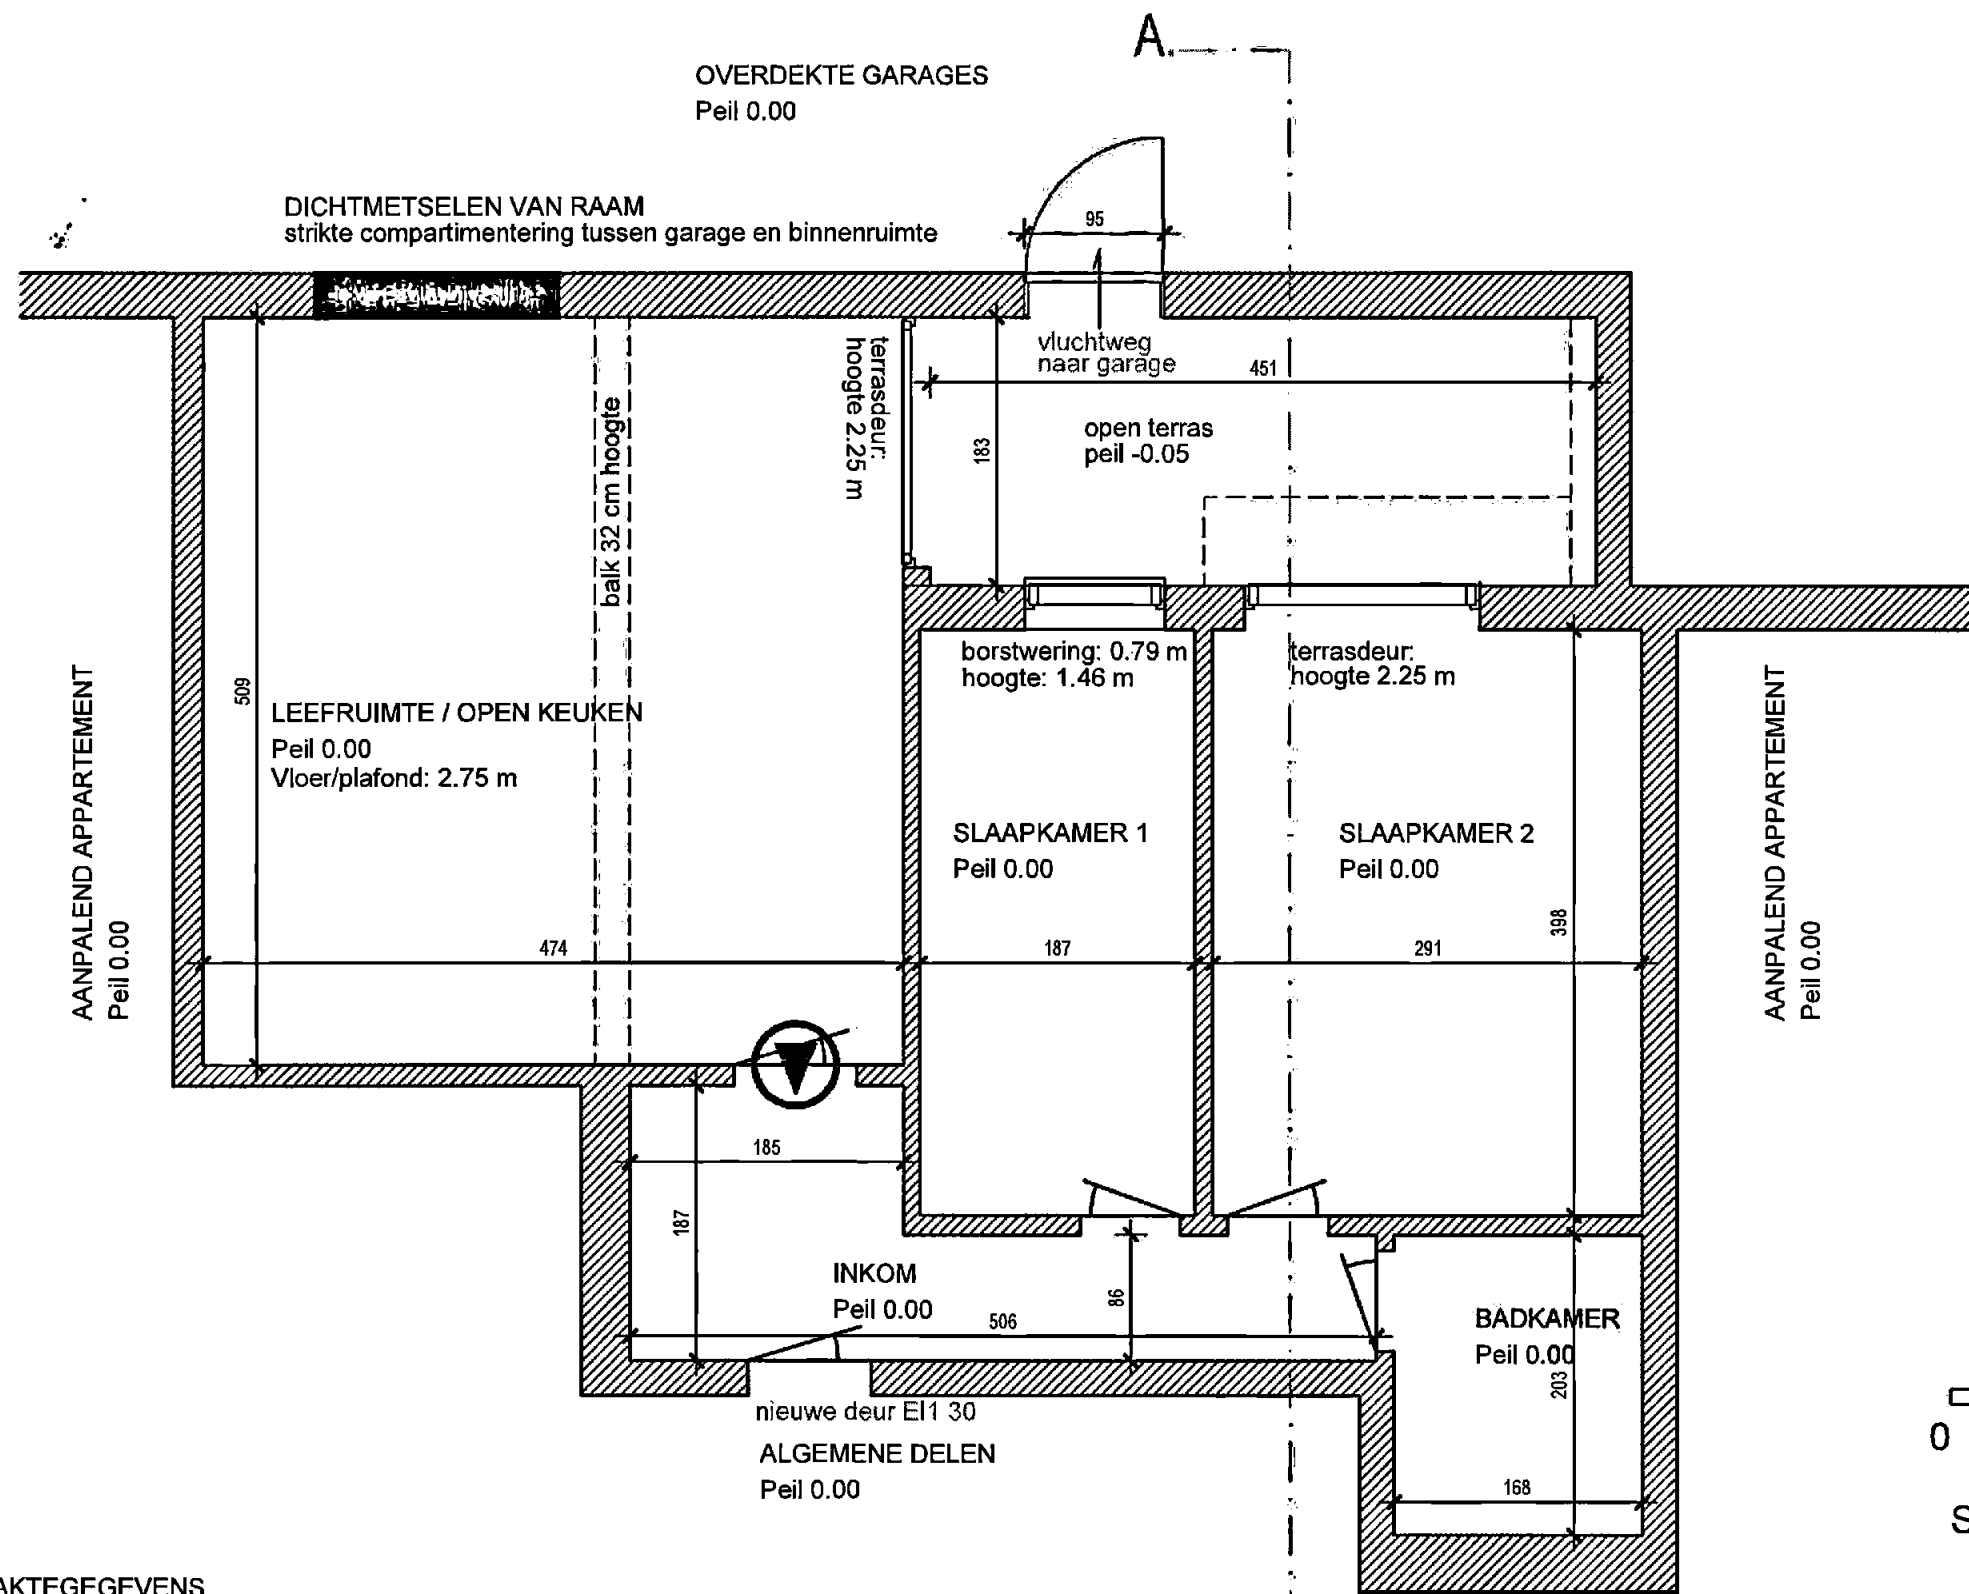 A.
OVERDEKTE GARAGES
Peil 0.00
DICHTMETSELEN VAN RAAM
strikte compartimentering tussen garage en binnenruimte
95
vluchtweg
naar garage
451
terrasdeur:
hoogte 2.25 m
183
open terras
peil -0.05
balk 32 cm hoogte
borstwering: 0.79 m
hoogte: 1.46 m
terrasdeur:
hoogte 2.25 m
AANPALEND APPARTEMENT
Peil 0.00
509
LEEFRUIMTE / OPEN KEUKEN
Peil 0.00
Vloer/plafond: 2.75 m
SLAAPKAMER 1
Peil 0.00
SLAAPKAMER 2
Peil 0.00
AANPALEND APPARTEMENT
Peil 0.00
474
187
291
398
185
187
INKOM
Peil 0.00
86
506
BADKAMER
Peil 0.00
203
nieuwe deur EI1 30
ALGEMENE DELEN
Peil 0.00
168
0
S
AKTEGEGEVENS